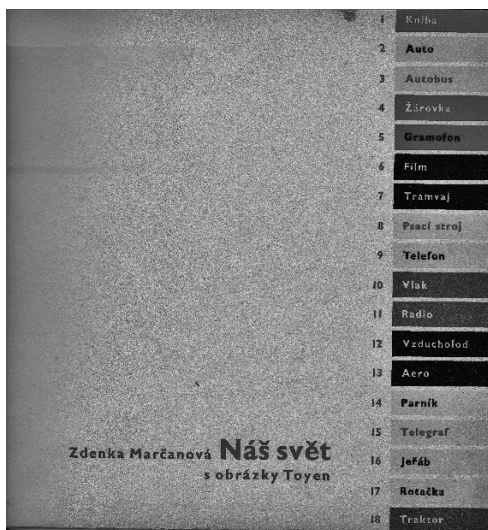 1 Kniha
2 Auto
3 Autobus
4 Žárovka
5 Gramofon
6 Film
7 Tramvaj
8 Psací stroj
9 Telefon
10 Vlak
11 Radio
12 Vzducholoď
13 Aero
14 Parník
15 Telegraf
16 Jeřáb
17 Rotačka
18 Traktor
Zdenka Marčanová Náš svět
s obrázky Toyen